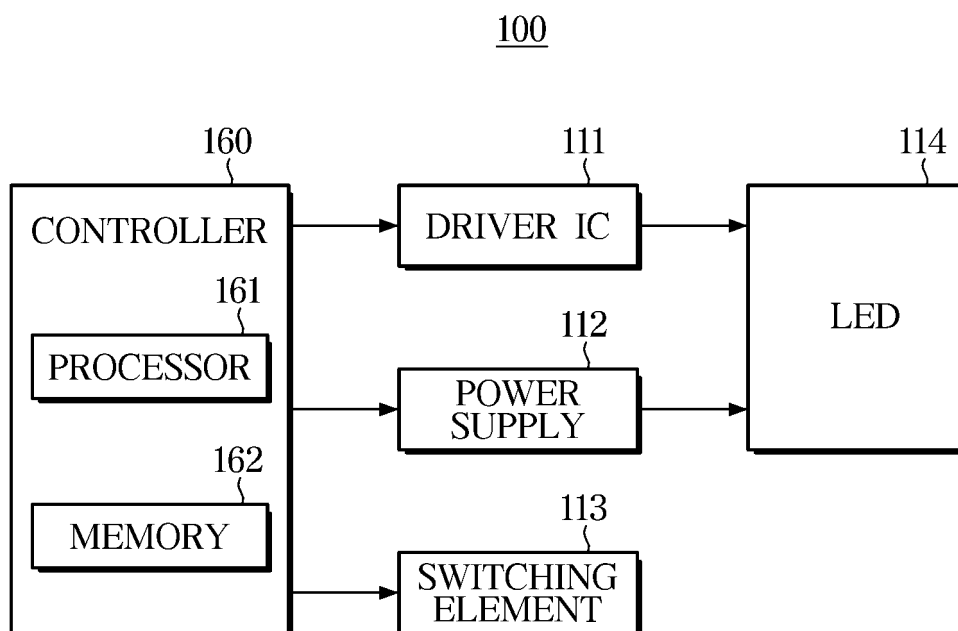 100
160
111
114
CONTROLLER
DRIVER IC
161
PROCESSOR
112
LED
POWER
SUPPLY
162
MEMORY
113
SWITCHING
ELEMENT